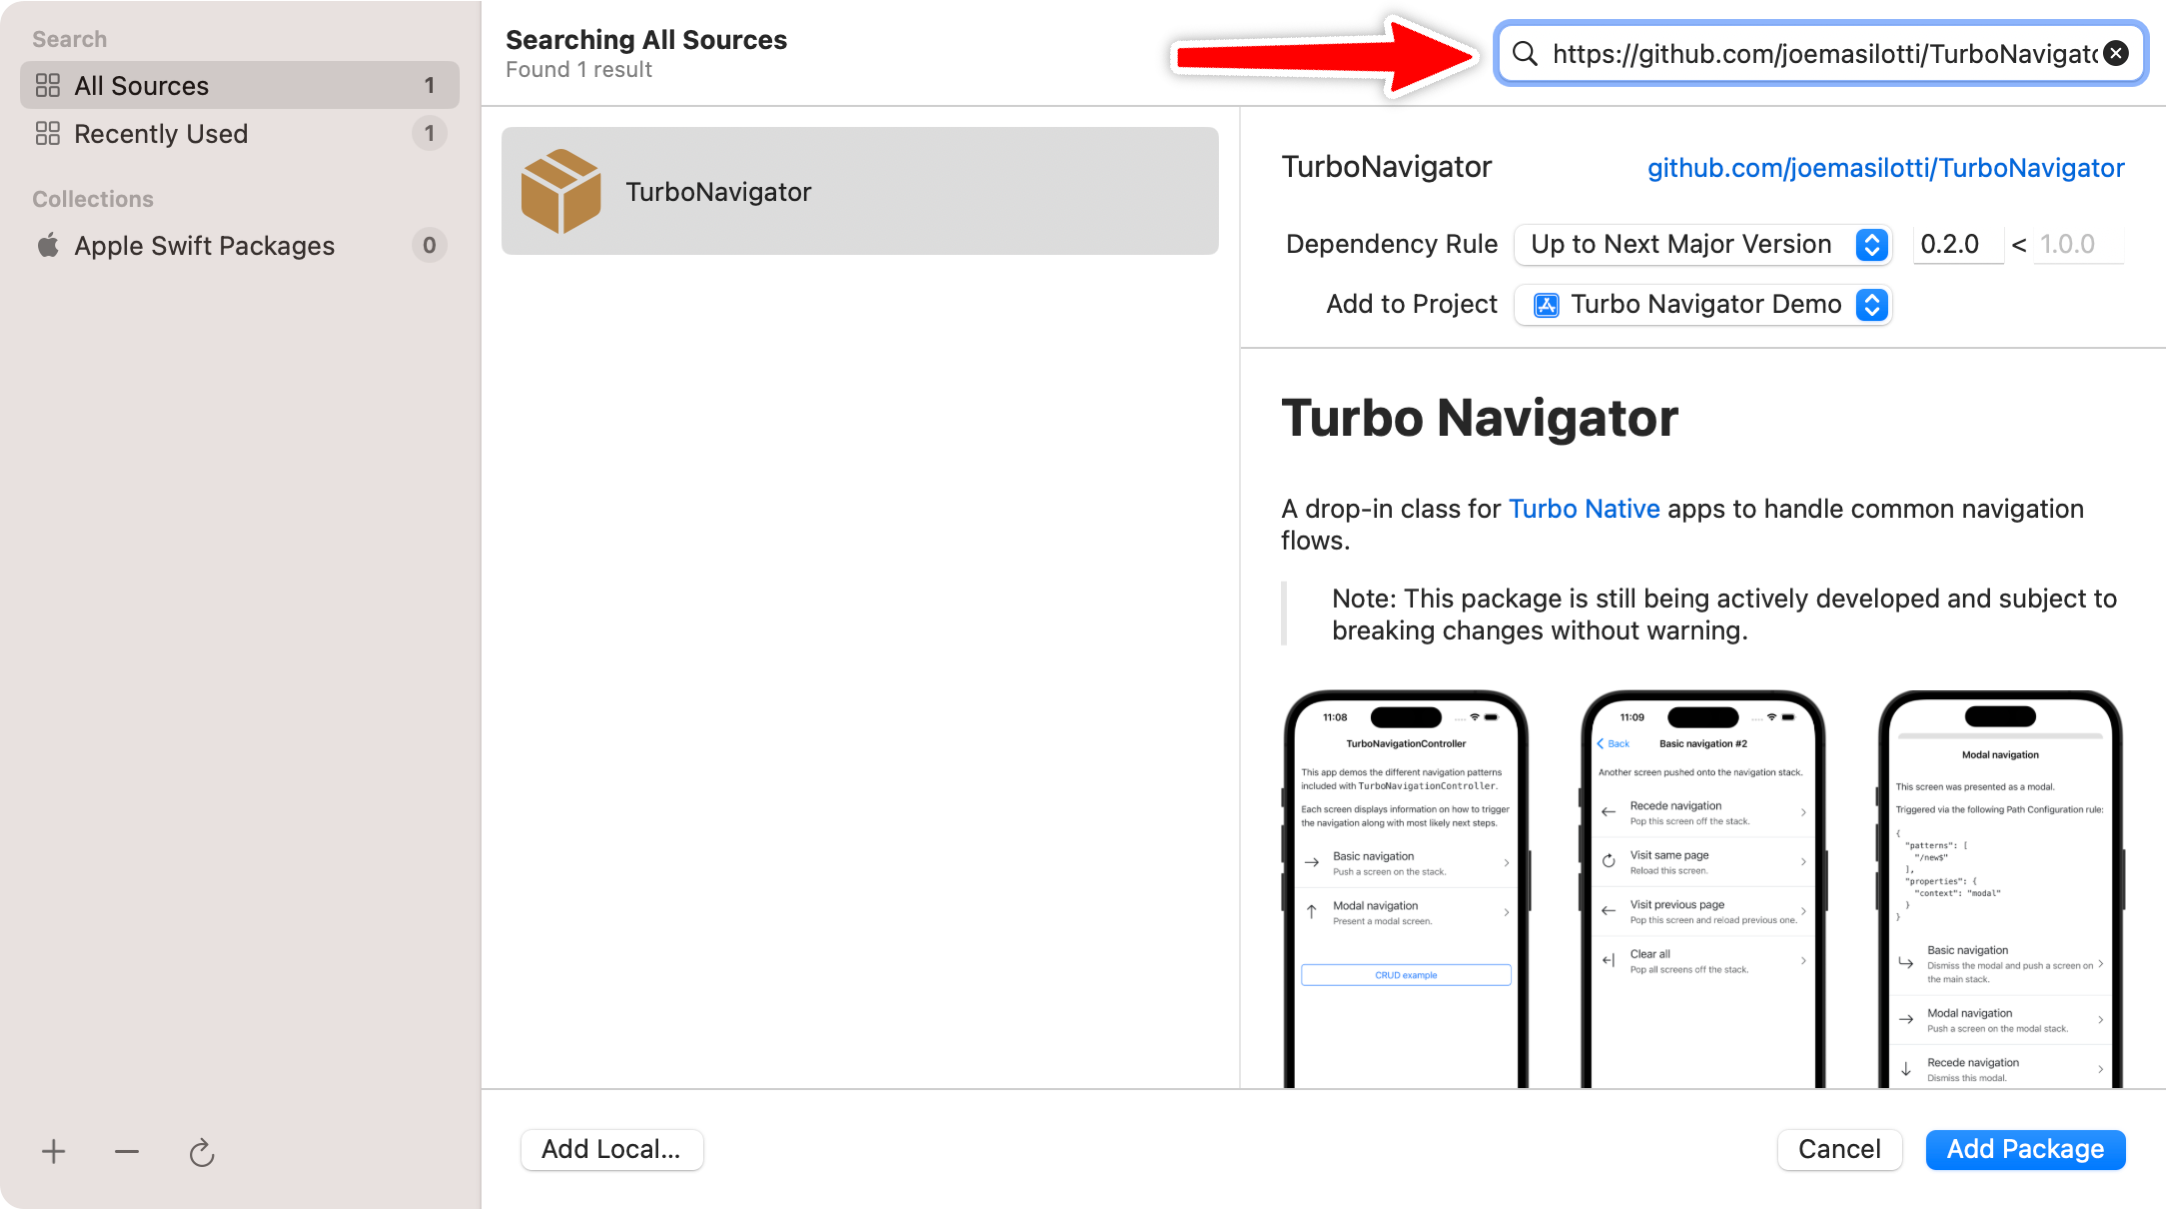 Search
All Sources 1
Recently Used 1
Collections
Apple Swift Packages 0
Searching All Sources
Found 1 result
https://github.com/joemasilotti/TurboNavigato
TurboNavigator
TurboNavigator github.com/joemasilotti/TurboNavigator
Dependency Rule Up to Next Major Version 0.2.0 < 1.0.0
Add to Project Turbo Navigator Demo
Turbo Navigator
A drop-in class for Turbo Native apps to handle common navigation
flows.
Note: This package is still being actively developed and subject to
breaking changes without warning.
11:08
TurboNavigationController
This app demos the different navigation patterns
included with TurboNavigationController.
Each screen displays information on how to trigger
the navigation along with most likely next steps.
Basic navigation
Push a screen on the stack.
Modal navigation
Present a modal screen.
CRUD example
11:09
Back Basic navigation #2
Another screen pushed onto the navigation stack.
Recede navigation
Pop this screen off the stack.
Visit same page
Reload this screen.
Visit previous page
Pop this screen and reload previous one.
Clear all
Pop all screens off the stack.
Modal navigation
This screen was presented as a modal.
Triggered via the following Path Configuration rule:
{
"patterns": [
"/new$"
],
"properties": {
"context": "modal"
}
}
Basic navigation
Dismiss the modal and push a screen on
the main stack.
Modal navigation
Push a screen on the modal stack.
Recede navigation
Dismiss this modal.
Add Local...
Cancel
Add Package